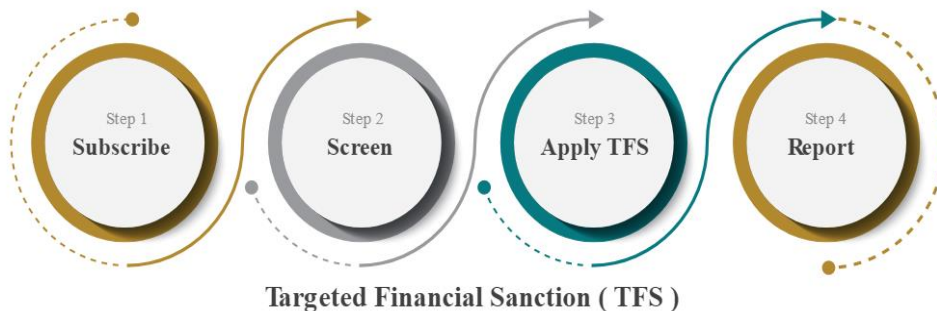 Step 1
Subscribe
Step 2
Screen
Step 3
Apply TFS
Step 4
Report
Targeted Financial Sanction ( TFS )